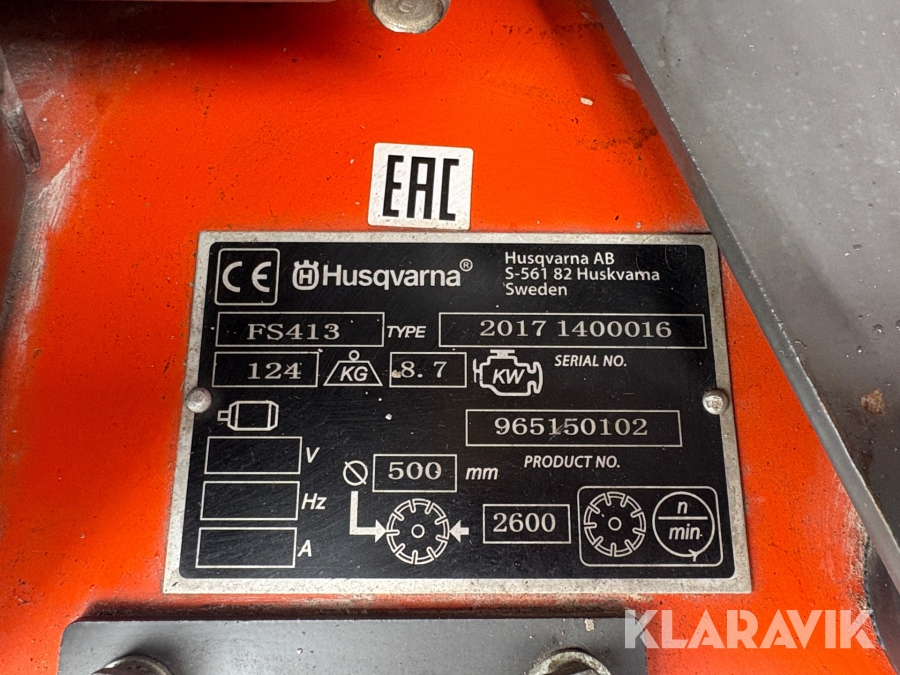 EAC
CE Husqvarna® Husqvarna AB
S-561 82 Huskvarna
Sweden
FS413 TYPE 2017 1400016
SERIAL NO.
124 KG 8.7 KW
965150102
PRODUCT NO.
V
Ø 500 mm
Hz
2600
n/min
A
KLARAVIK